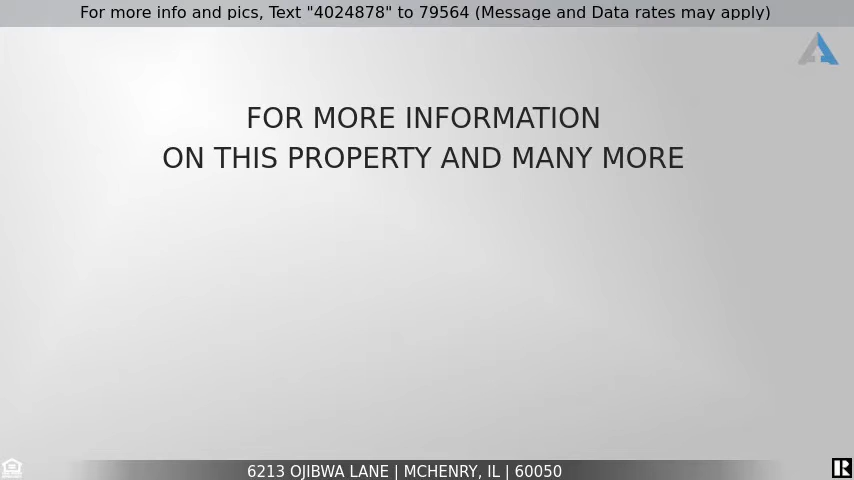 For more info and pics, Text "4024878" to 79564 (Message and Data rates may apply)
FOR MORE INFORMATION
ON THIS PROPERTY AND MANY MORE
6213 OJIBWA LANE | MCHENRY, IL | 60050